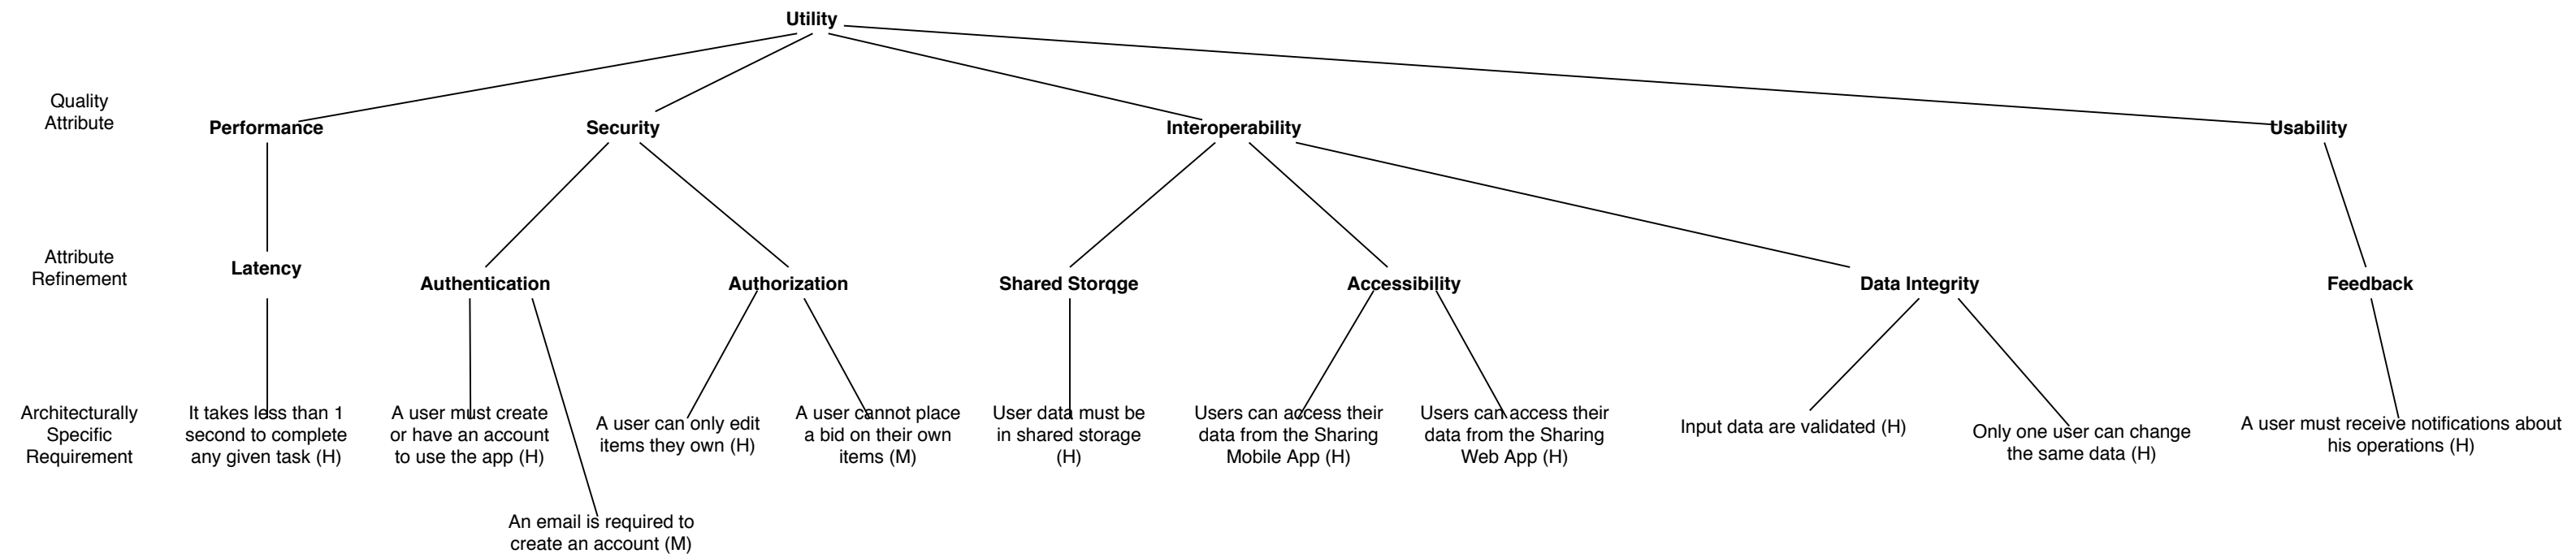 Utility
Quality
Attribute
Performance
Security
Interoperability
Usability
Attribute
Refinement
Latency
Authentication
Authorization
Shared Storqge
Accessibility
Data Integrity
Feedback
Architecturally
Specific
Requirement
It takes less than 1
second to complete
any given task (H)
A user must create
or have an account
to use the app (H)
An email is required to
create an account (M)
A user can only edit
items they own (H)
A user cannot place
a bid on their own
items (M)
User data must be
in shared storage
(H)
Users can access their
data from the Sharing
Mobile App (H)
Users can access their
data from the Sharing
Web App (H)
Input data are validated (H)
Only one user can change
the same data (H)
A user must receive notifications about
his operations (H)